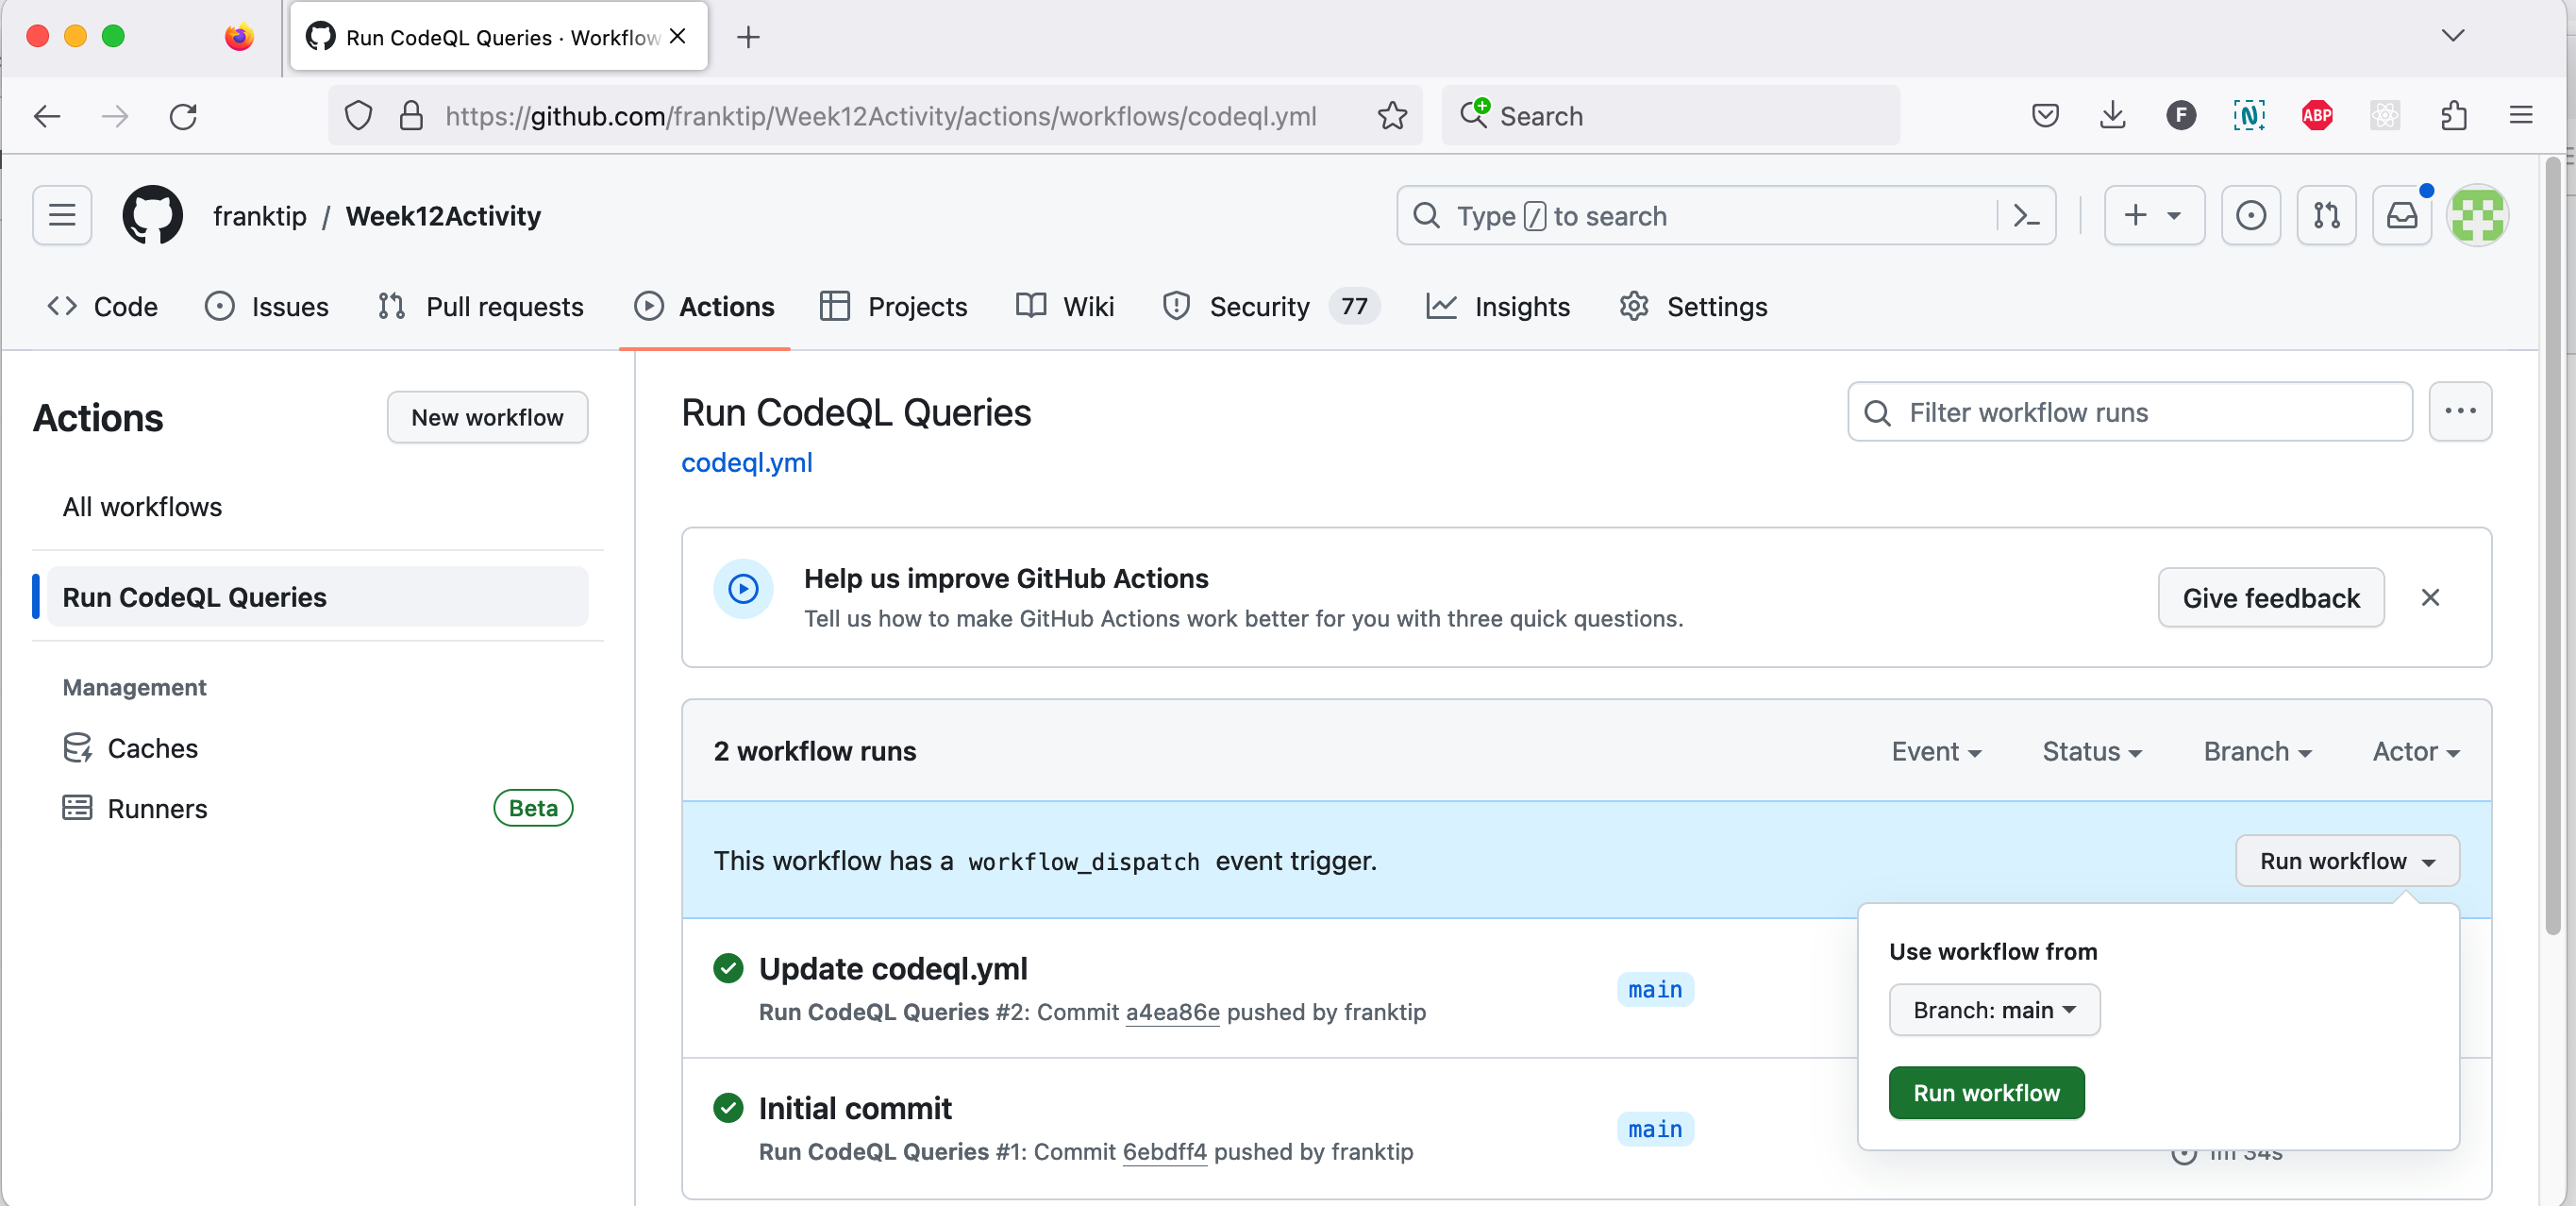 Run CodeQL Queries · Workflow
https://github.com/franktip/Week12Activity/actions/workflows/codeql.yml
Search
F
N
ABP
franktip / Week12Activity
Type / to search
Code
Issues
Pull requests
Actions
Projects
Wiki
Security 77
Insights
Settings
Actions
New workflow
All workflows
Run CodeQL Queries
Management
Caches
Runners
Beta
Run CodeQL Queries
codeql.yml
Filter workflow runs
Help us improve GitHub Actions
Tell us how to make GitHub Actions work better for you with three quick questions.
Give feedback
2 workflow runs
Event
Status
Branch
Actor
This workflow has a workflow_dispatch event trigger.
Run workflow
Use workflow from
Branch: main
Run workflow
Update codeql.yml
Run CodeQL Queries #2: Commit a4ea86e pushed by franktip
main
Initial commit
Run CodeQL Queries #1: Commit 6ebdff4 pushed by franktip
main
1m 34s